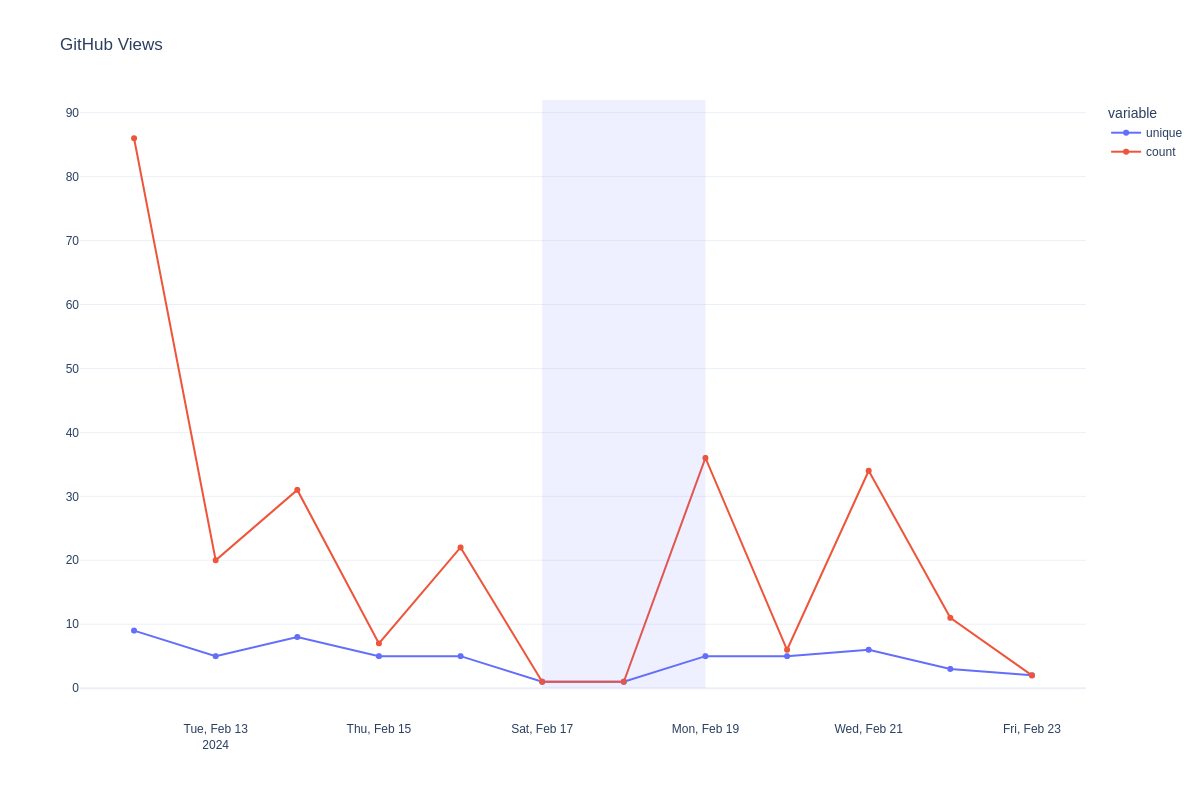 GitHub Views
90
80
70
60
50
40
30
20
10
0
Tue, Feb 13
2024
Thu, Feb 15
Sat, Feb 17
Mon, Feb 19
Wed, Feb 21
Fri, Feb 23
variable
unique
count